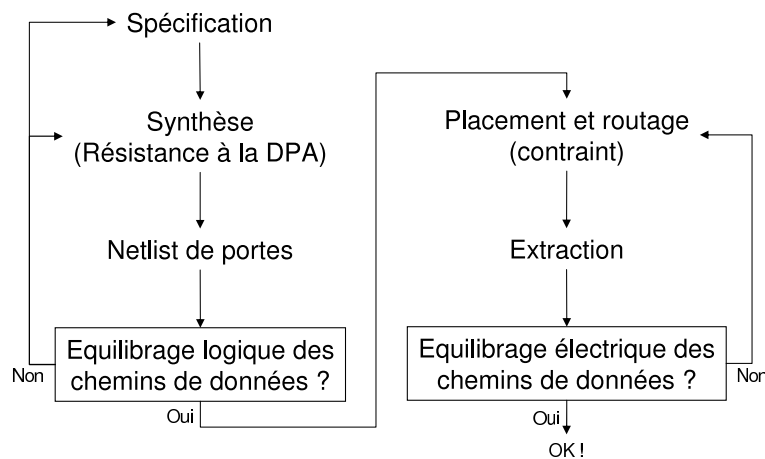 Spécification
Synthèse
(Résistance à la DPA)
Netlist de portes
Equilibrage logique des
chemins de données ?
Non
Oui
Placement et routage
(contraint)
Extraction
Equilibrage électrique des
chemins de données ?
Non
Oui
OK !